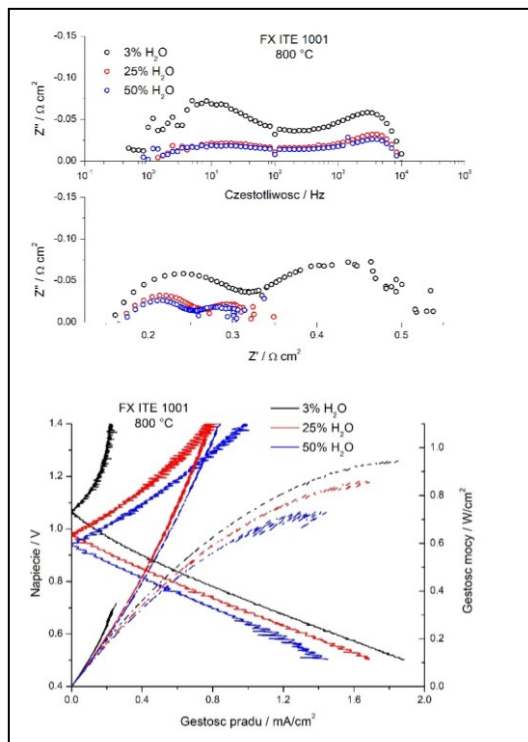 FX ITE 1001
800 °C
3% H₂O
25% H₂O
50% H₂O
Z'' / Ω cm²
-0.15
-0.10
-0.05
0.00
10⁻¹ 10⁰ 10¹ 10² 10³ 10⁴ 10⁵
Czestotliwosc / Hz
Z'' / Ω cm²
-0.15
-0.10
-0.05
0.00
0.2 0.3 0.4 0.5
Z' / Ω cm²
FX ITE 1001
800 °C
3% H₂O
25% H₂O
50% H₂O
Napiecie / V
1.4
1.2
1.0
0.8
0.6
0.4
0.0 0.4 0.8 1.2 1.6 2.0
Gestosc pradu / mA/cm²
1.0
0.8
0.6
0.4
0.2
0.0
Gestosc mocy / W/cm²